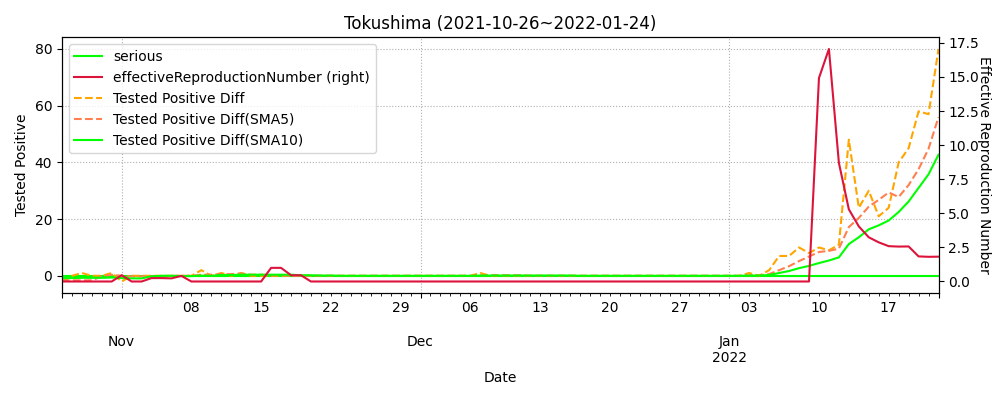 Tokushima (2021-10-26~2022-01-24)
serious
effectiveReproductionNumber (right)
Tested Positive Diff
Tested Positive Diff(SMA5)
Tested Positive Diff(SMA10)
Tested Positive
80
60
40
20
0
17.5
15.0
12.5
10.0
7.5
5.0
2.5
0.0
Effective Reproduction Number
08 15 22 29 06 13 20 27 03 10 17
Nov Dec Jan
2022
Date